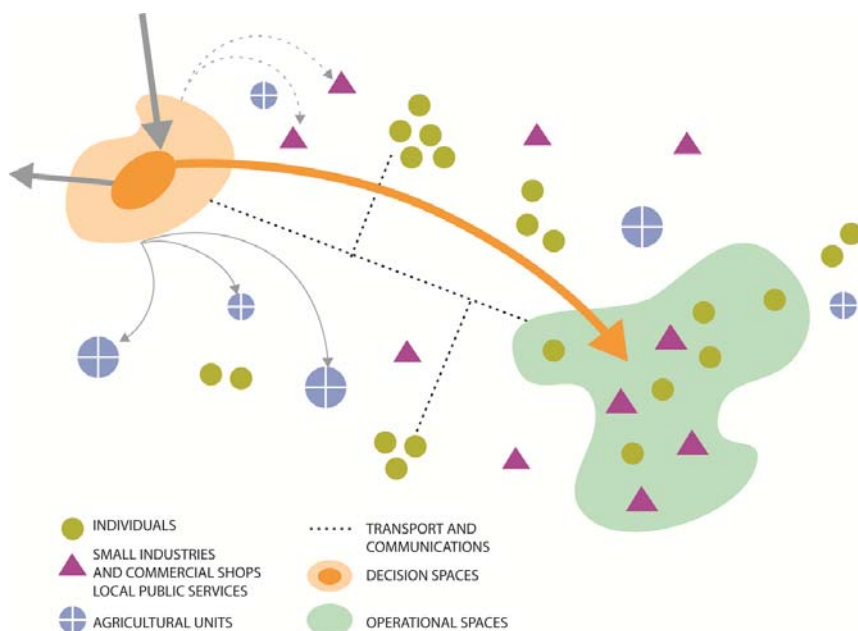 INDIVIDUALS
SMALL INDUSTRIES
AND COMMERCIAL SHOPS
LOCAL PUBLIC SERVICES
AGRICULTURAL UNITS
TRANSPORT AND
COMMUNICATIONS
DECISION SPACES
OPERATIONAL SPACES